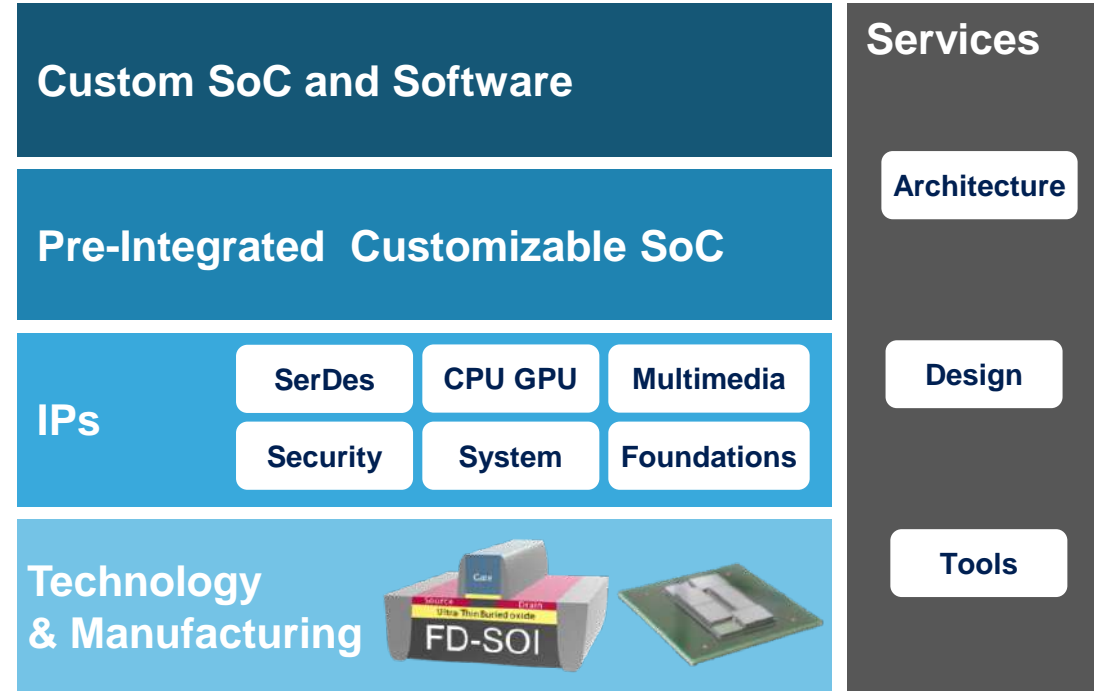 Custom SoC and Software
Pre-Integrated Customizable SoC
IPs
SerDes
CPU GPU
Multimedia
Security
System
Foundations
Technology
& Manufacturing
Gate
Source
Drain
Ultra-Thin Buried oxide
FD-SOI
Services
Architecture
Design
Tools